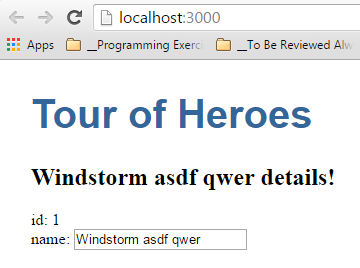 localhost:3000
Apps __Programming Exerci __To Be Reviewed Alw
Tour of Heroes
Windstorm asdf qwer details!
id: 1
name: Windstorm asdf qwer